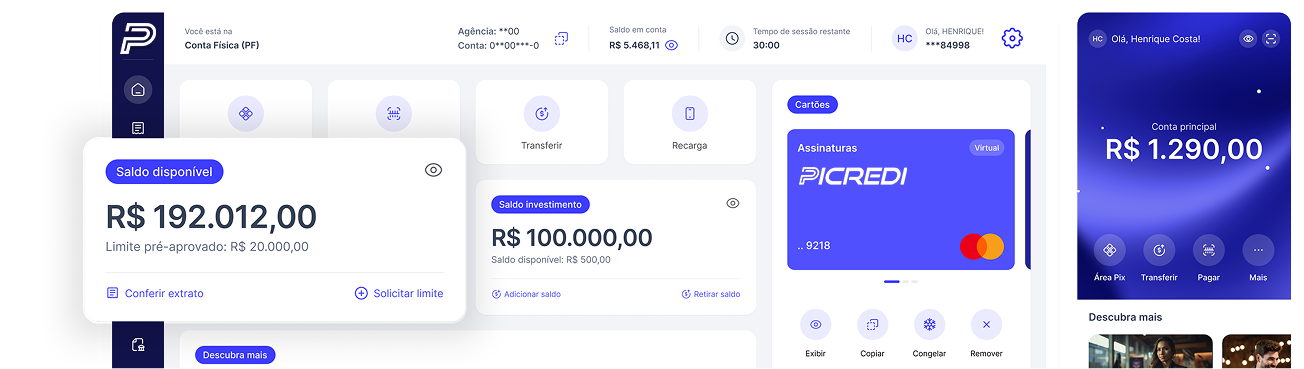 Você está na
Conta Física (PF)
Agência: **00
Conta: 0**00***-0
Saldo em conta
R$ 5.468,11
Tempo de sessão restante
30:00
HC
Olá, HENRIQUE!
***84998
Transferir
Recarga
Saldo disponível
R$ 192.012,00
Limite pré-aprovado: R$ 20.000,00
Conferir extrato
Solicitar limite
Saldo investimento
R$ 100.000,00
Saldo disponível: R$ 500,00
Adicionar saldo
Retirar saldo
Descubra mais
Cartões
Assinaturas
Virtual
PICREDI
.. 9218
Exibir
Copiar
Congelar
Remover
HC
Olá, Henrique Costa!
Conta principal
R$ 1.290,00
Área Pix
Transferir
Pagar
Mais
Descubra mais